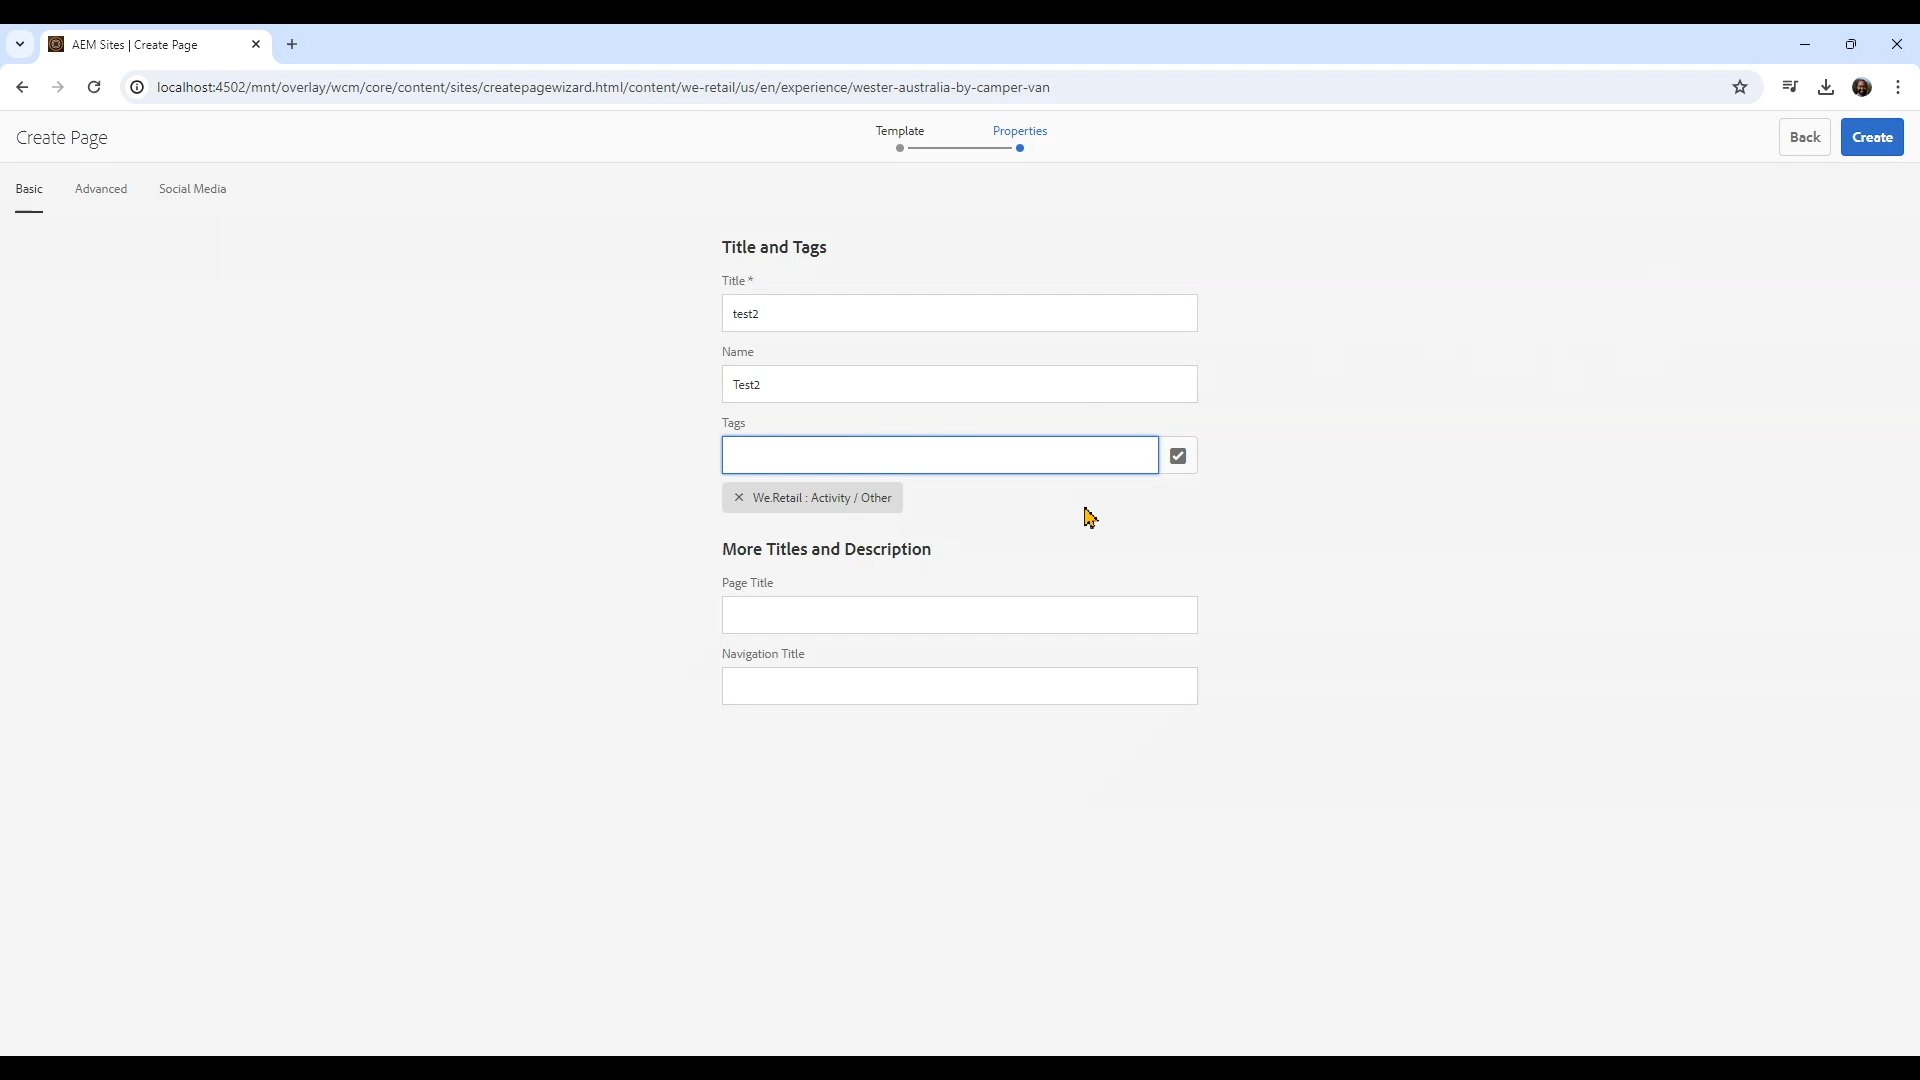 AEM Sites | Create Page
localhost:4502/mnt/overlay/wcm/core/content/sites/createpagewizard.html/content/we-retail/us/en/experience/wester-australia-by-camper-van
Create Page
Template
Properties
Back
Create
Basic
Advanced
Social Media
Title and Tags
Title *
test2
Name
Test2
Tags
We.Retail : Activity / Other
More Titles and Description
Page Title
Navigation Title